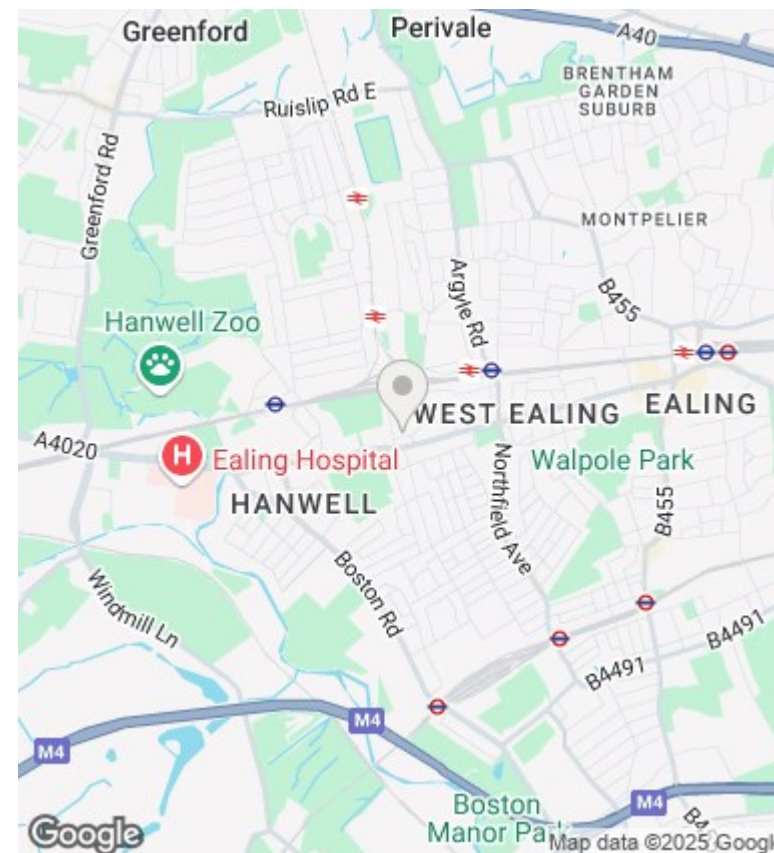 Greenford
Perivale
A40
BRENTHAM
GARDEN
SUBURB
Ruislip Rd E
Greenford Rd
MONTPELIER
Argyle Rd
B455
Hanwell Zoo
WEST EALING
EALING
A4020
H
Ealing Hospital
Walpole Park
HANWELL
Northfield Ave
B455
Boston Rd
Windmill Ln
B4491
B4491
M4
M4
Boston
Manor Park
M4
Google
Map data ©2025 Googl